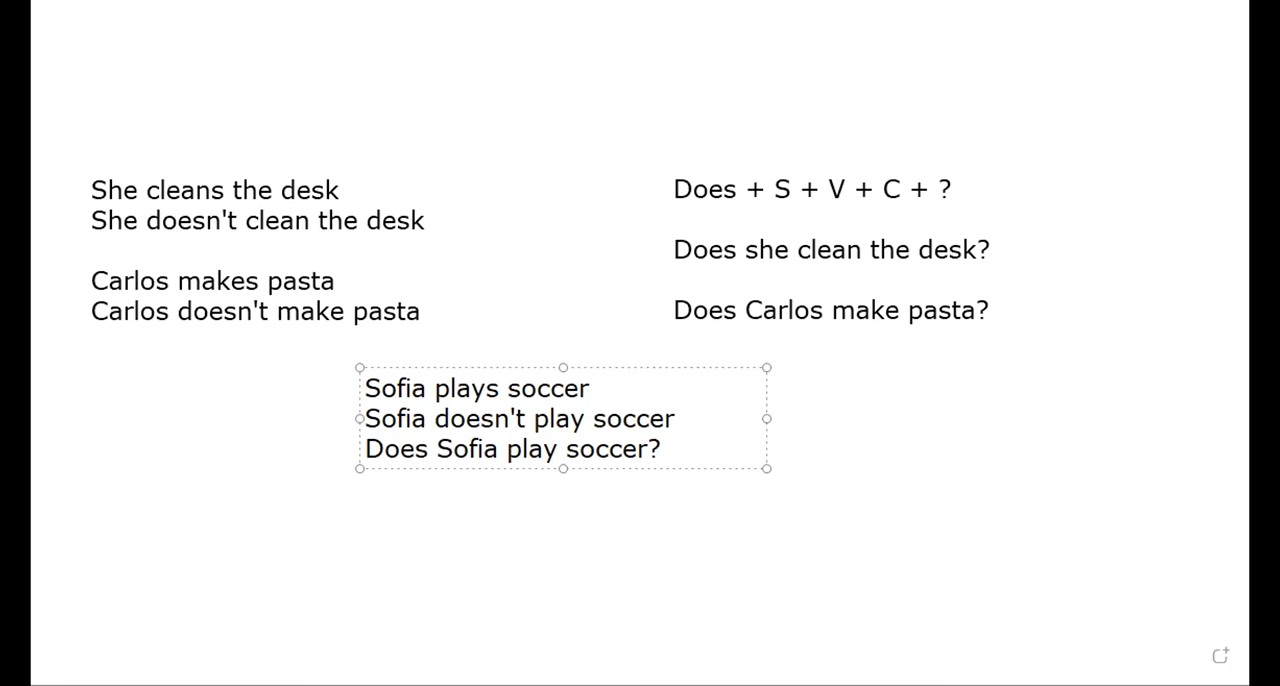 She cleans the desk
She doesn't clean the desk
Carlos makes pasta
Carlos doesn't make pasta
Does + S + V + C + ?
Does she clean the desk?
Does Carlos make pasta?
Sofia plays soccer
Sofia doesn't play soccer
Does Sofia play soccer?